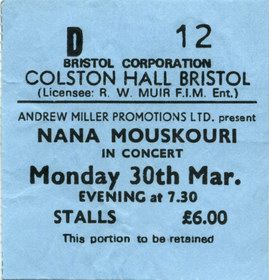 D 12
BRISTOL CORPORATION
COLSTON HALL BRISTOL
(Licensee: R. W. MUIR F.I.M. Ent.)
ANDREW MILLER PROMOTIONS LTD. present
NANA MOUSKOURI
IN CONCERT
Monday 30th Mar.
EVENING at 7.30
STALLS £6.00
This portion to be retained